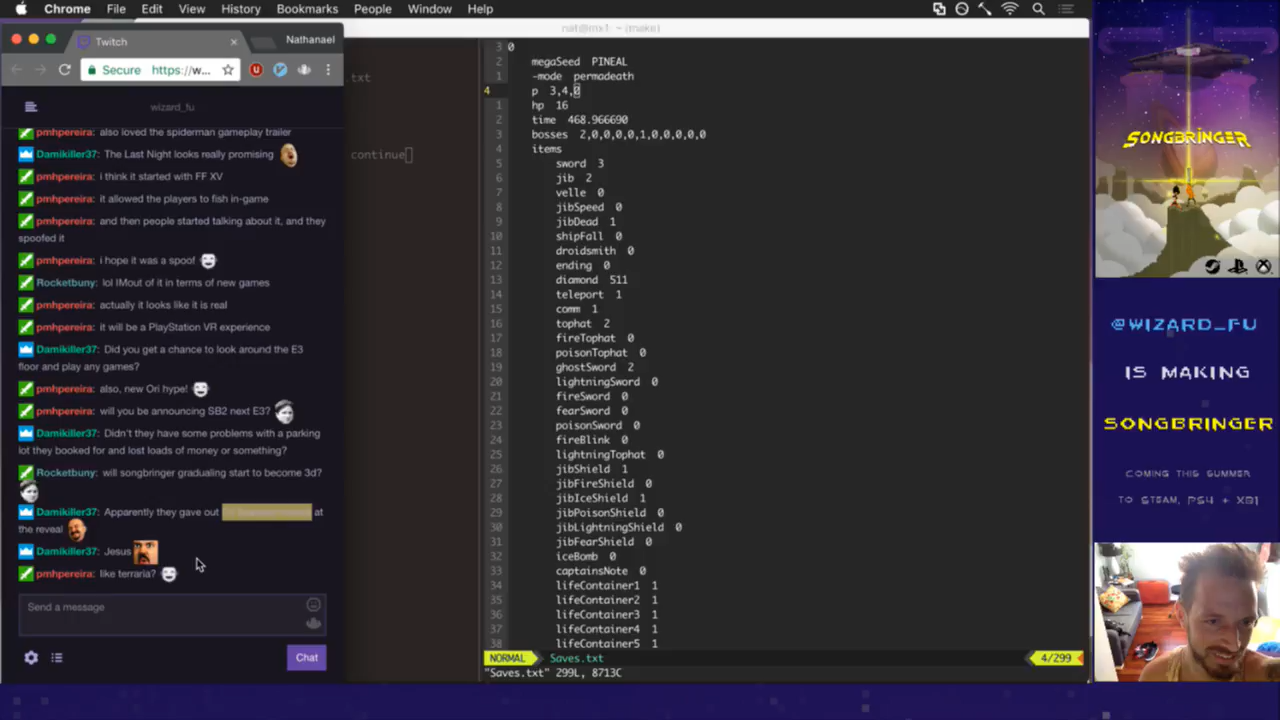 Chrome File Edit View History Bookmarks People Window Help
Twitch
Nathanael
Secure https://w...
wizard_fu
pmhpereira: also loved the spiderman gameplay trailer
Damikiller37: The Last Night looks really promising
pmhpereira: i think it started with FF XV
pmhpereira: it allowed the players to fish in-game
pmhpereira: and then people started talking about it, and they
spoofed it
pmhpereira: i hope it was a spoof
Rocketbuny: lol IMout of it in terms of new games
pmhpereira: actually it looks like it is real
pmhpereira: it will be a PlayStation VR experience
Damikiller37: Did you get a chance to look around the E3
floor and play any games?
pmhpereira: also, new Ori hype!
pmhpereira: will you be announcing SB2 next E3?
Damikiller37: Didn't they have some problems with a parking
lot they booked for and lost loads of money or something?
Rocketbuny: will songbringer gradualing start to become 3d?
Damikiller37: Apparently they gave out at
the reveal
Damikiller37: Jesus
pmhpereira: like terraria?
Send a message
Chat
nat@mx1: ~ (make)
.txt
continue
3 0
2 megaSeed PINEAL
1 ~mode permadeath
4 p 3,4,0
1 hp 16
2 time 468.966690
3 bosses 2,0,0,0,0,1,0,0,0,0,0
4 items
5 sword 3
6 jib 2
7 velle 0
8 jibSpeed 0
9 jibDead 1
10 shipFall 0
11 droidsmith 0
12 ending 0
13 diamond 511
14 teleport 1
15 comm 1
16 tophat 2
17 fireTophat 0
18 poisonTophat 0
19 ghostSword 2
20 lightningSword 0
21 fireSword 0
22 fearSword 0
23 poisonSword 0
24 fireBlink 0
25 lightningTophat 0
26 jibShield 1
27 jibFireShield 0
28 jibIceShield 1
29 jibPoisonShield 0
30 jibLightningShield 0
31 jibFearShield 0
32 iceBomb 0
33 captainsNote 0
34 lifeContainer1 1
35 lifeContainer2 1
36 lifeContainer3 1
37 lifeContainer4 1
38 lifeContainer5 1
NORMAL Saves.txt 4/299
"Saves.txt" 299L, 8713C
SONGBRINGER
@WIZARD_FU
IS MAKING
SONGBRINGER
COMING THIS SUMMER
TO STEAM, PS4 + XB1